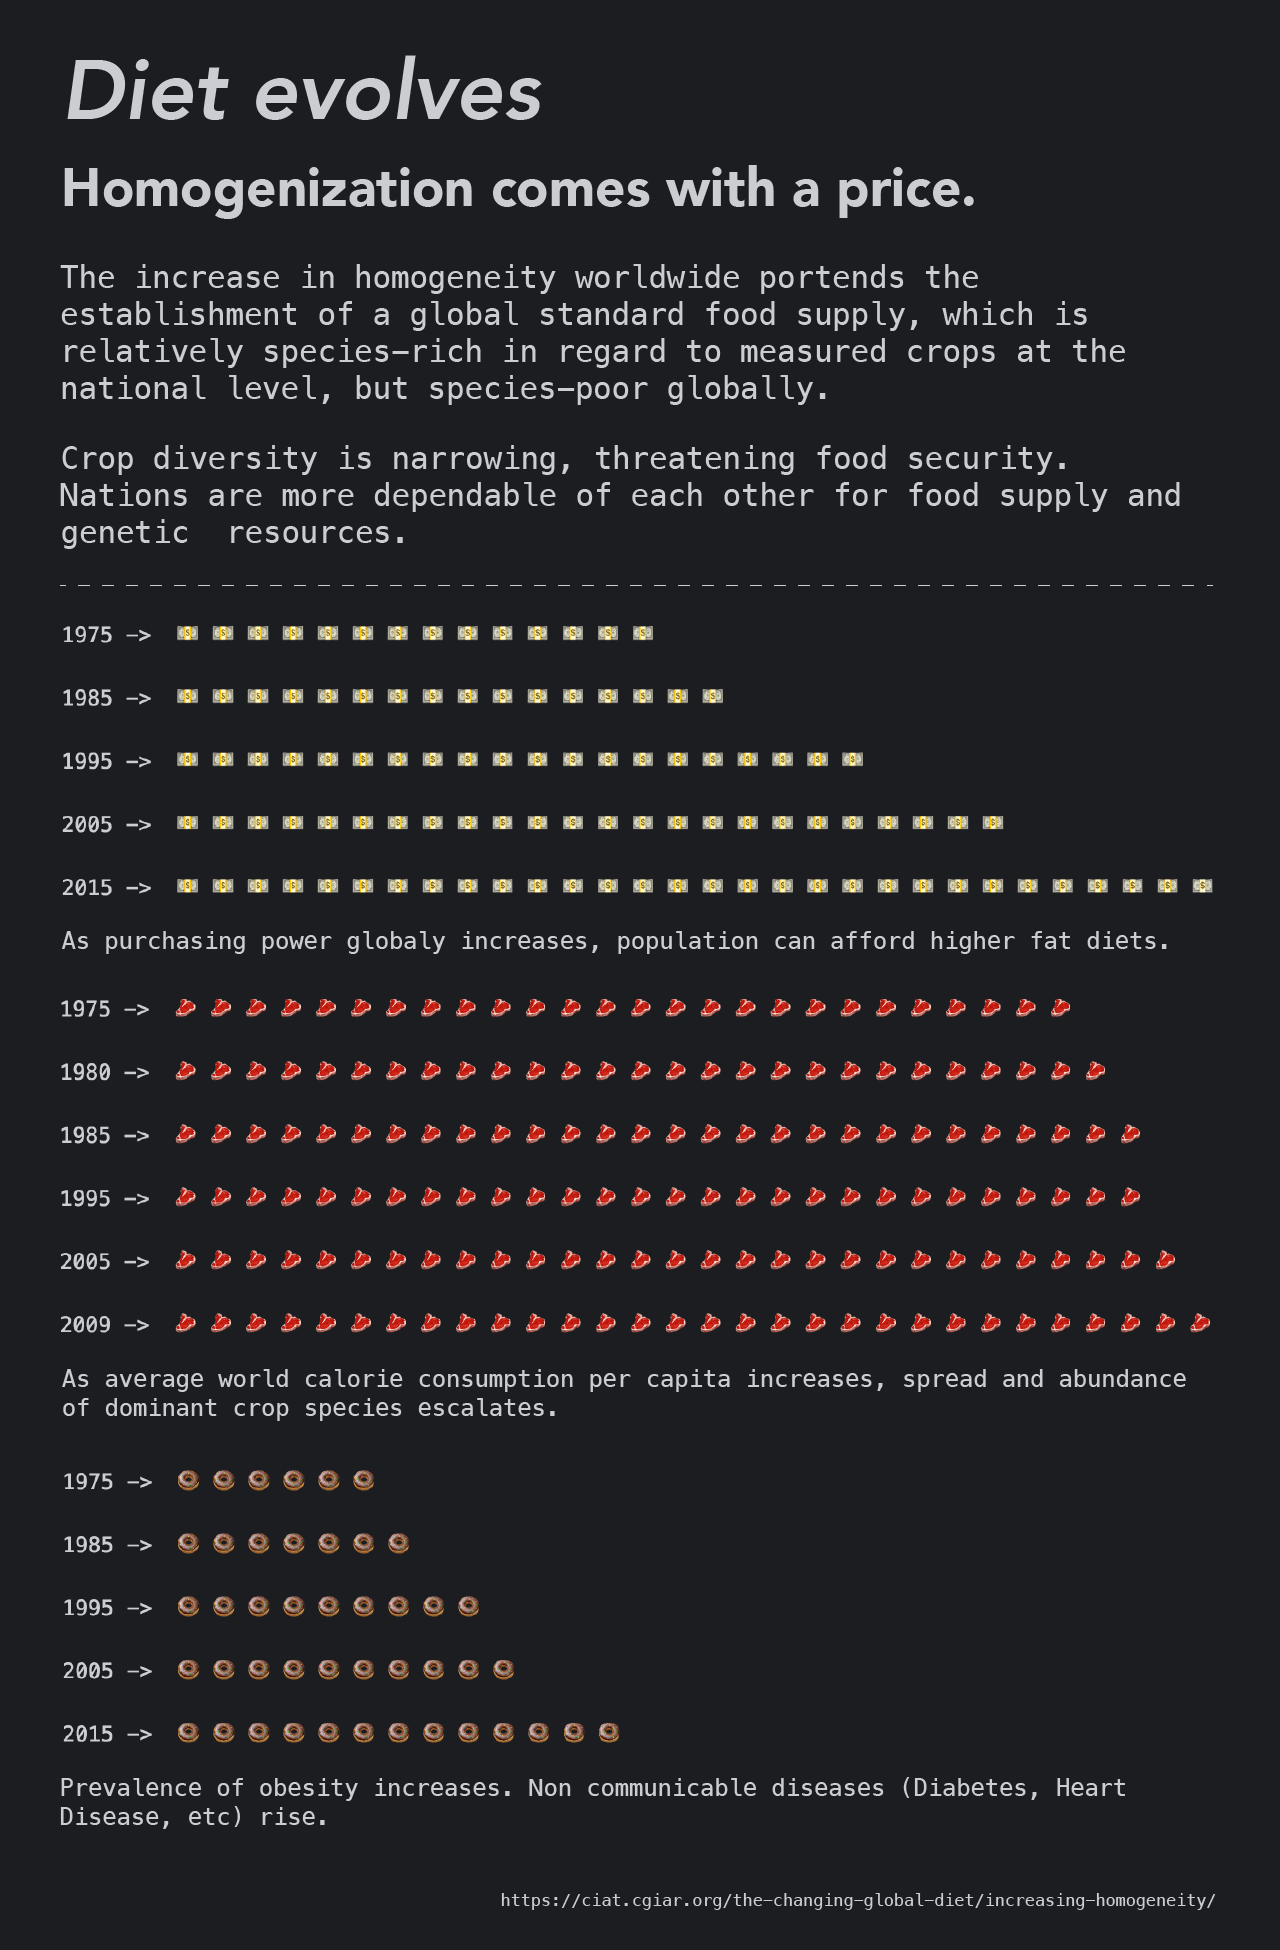 Diet evolves
Homogenization comes with a price.
The increase in homogeneity worldwide portends the
establishment of a global standard food supply, which is
relatively species-rich in regard to measured crops at the
national level, but species-poor globally.
Crop diversity is narrowing, threatening food security.
Nations are more dependable of each other for food supply and
genetic  resources.
1975 ->
1985 ->
1995 ->
2005 ->
2015 ->
As purchasing power globaly increases, population can afford higher fat diets.
1975 ->
1980 ->
1985 ->
1995 ->
2005 ->
2009 ->
As average world calorie consumption per capita increases, spread and abundance
of dominant crop species escalates.
1975 ->
1985 ->
1995 ->
2005 ->
2015 ->
Prevalence of obesity increases. Non communicable diseases (Diabetes, Heart
Disease, etc) rise.
https://ciat.cgiar.org/the-changing-global-diet/increasing-homogeneity/